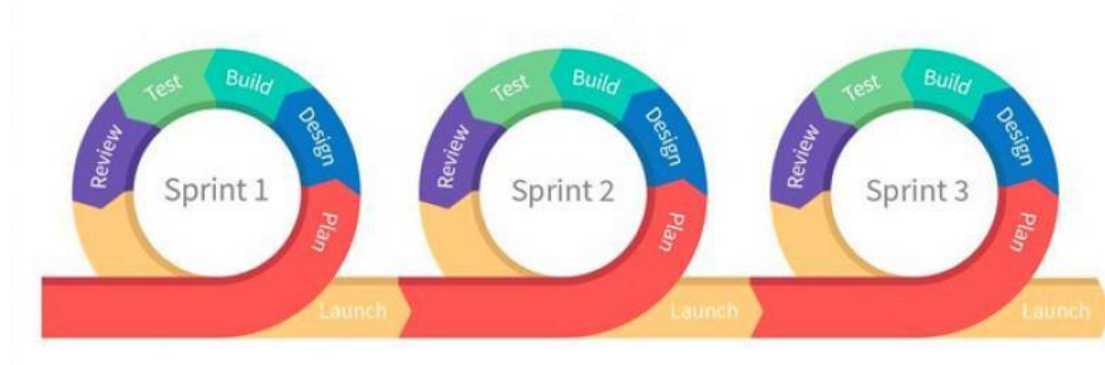 Sprint 1
Plan
Design
Build
Test
Review
Launch
Sprint 2
Plan
Design
Build
Test
Review
Launch
Sprint 3
Plan
Design
Build
Test
Review
Launch